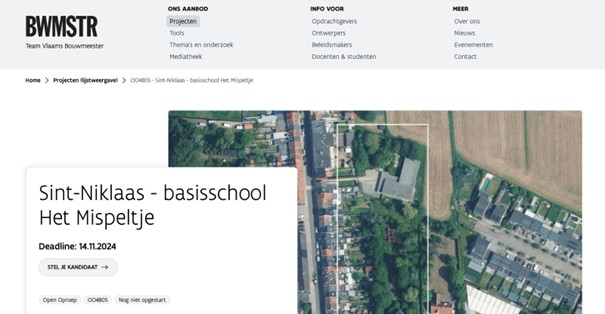 BWMSTR
Team Vlaams Bouwmeester
ONS AANBOD
Projecten
Tools
Thema's en onderzoek
Mediatheek
INFO VOOR
Opdrachtgevers
Ontwerpers
Beleidsmakers
Docenten & studenten
MEER
Over ons
Nieuws
Evenementen
Contact
Home > Projecten (lijstweergave) > OO4805 - Sint-Niklaas - basisschool Het Mispeltje
Sint-Niklaas - basisschool
Het Mispeltje
Deadline: 14.11.2024
STEL JE KANDIDAAT →
Open Oproep OO4805 Nog niet opgestart